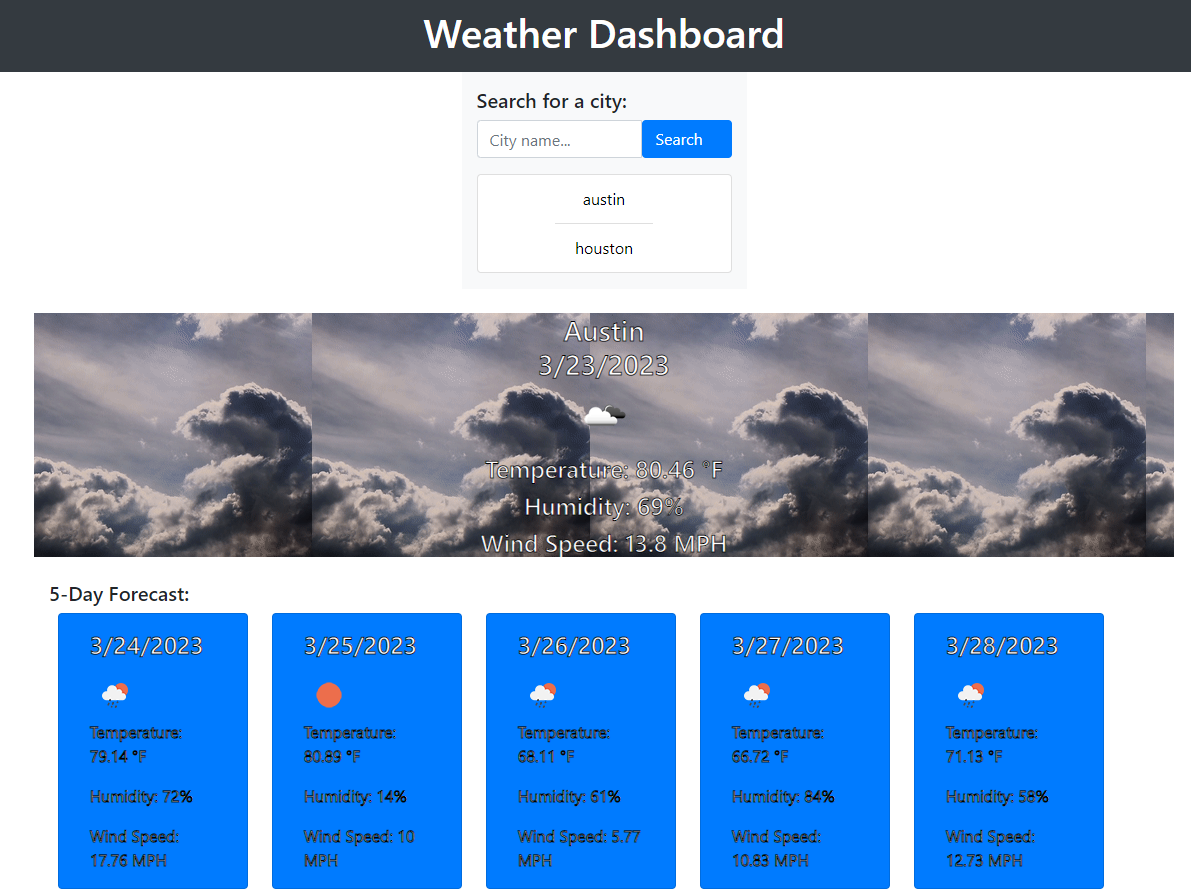 Weather Dashboard
Search for a city:
City name...
Search
austin
houston
Austin
3/23/2023
Temperature: 80.46 °F
Humidity: 69%
Wind Speed: 13.8 MPH
5-Day Forecast:
3/24/2023
Temperature:
79.14 °F
Humidity: 72%
Wind Speed:
17.76 MPH
3/25/2023
Temperature:
80.89 °F
Humidity: 14%
Wind Speed: 10
MPH
3/26/2023
Temperature:
68.11 °F
Humidity: 61%
Wind Speed: 5.77
MPH
3/27/2023
Temperature:
66.72 °F
Humidity: 84%
Wind Speed:
10.83 MPH
3/28/2023
Temperature:
71.13 °F
Humidity: 58%
Wind Speed:
12.73 MPH